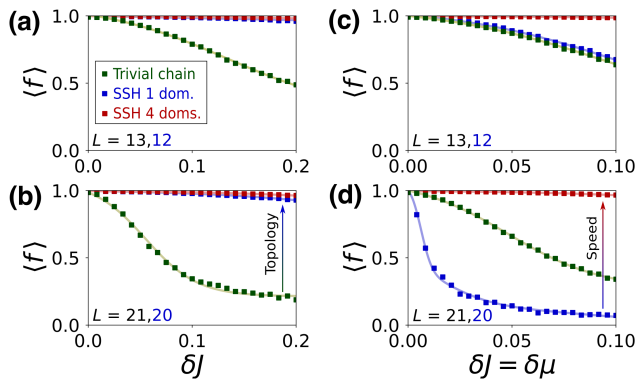 (a)
1.0
0.5
0.0
⟨f⟩
Trivial chain
SSH 1 dom.
SSH 4 doms.
L = 13,12
0.0
0.1
0.2
(c)
1.0
0.5
0.0
⟨f⟩
L = 13,12
0.00
0.05
0.10
(b)
1.0
0.5
0.0
⟨f⟩
Topology
L = 21,20
0.0
0.1
0.2
δJ
(d)
1.0
0.5
0.0
⟨f⟩
Speed
L = 21,20
0.00
0.05
0.10
δJ = δμ